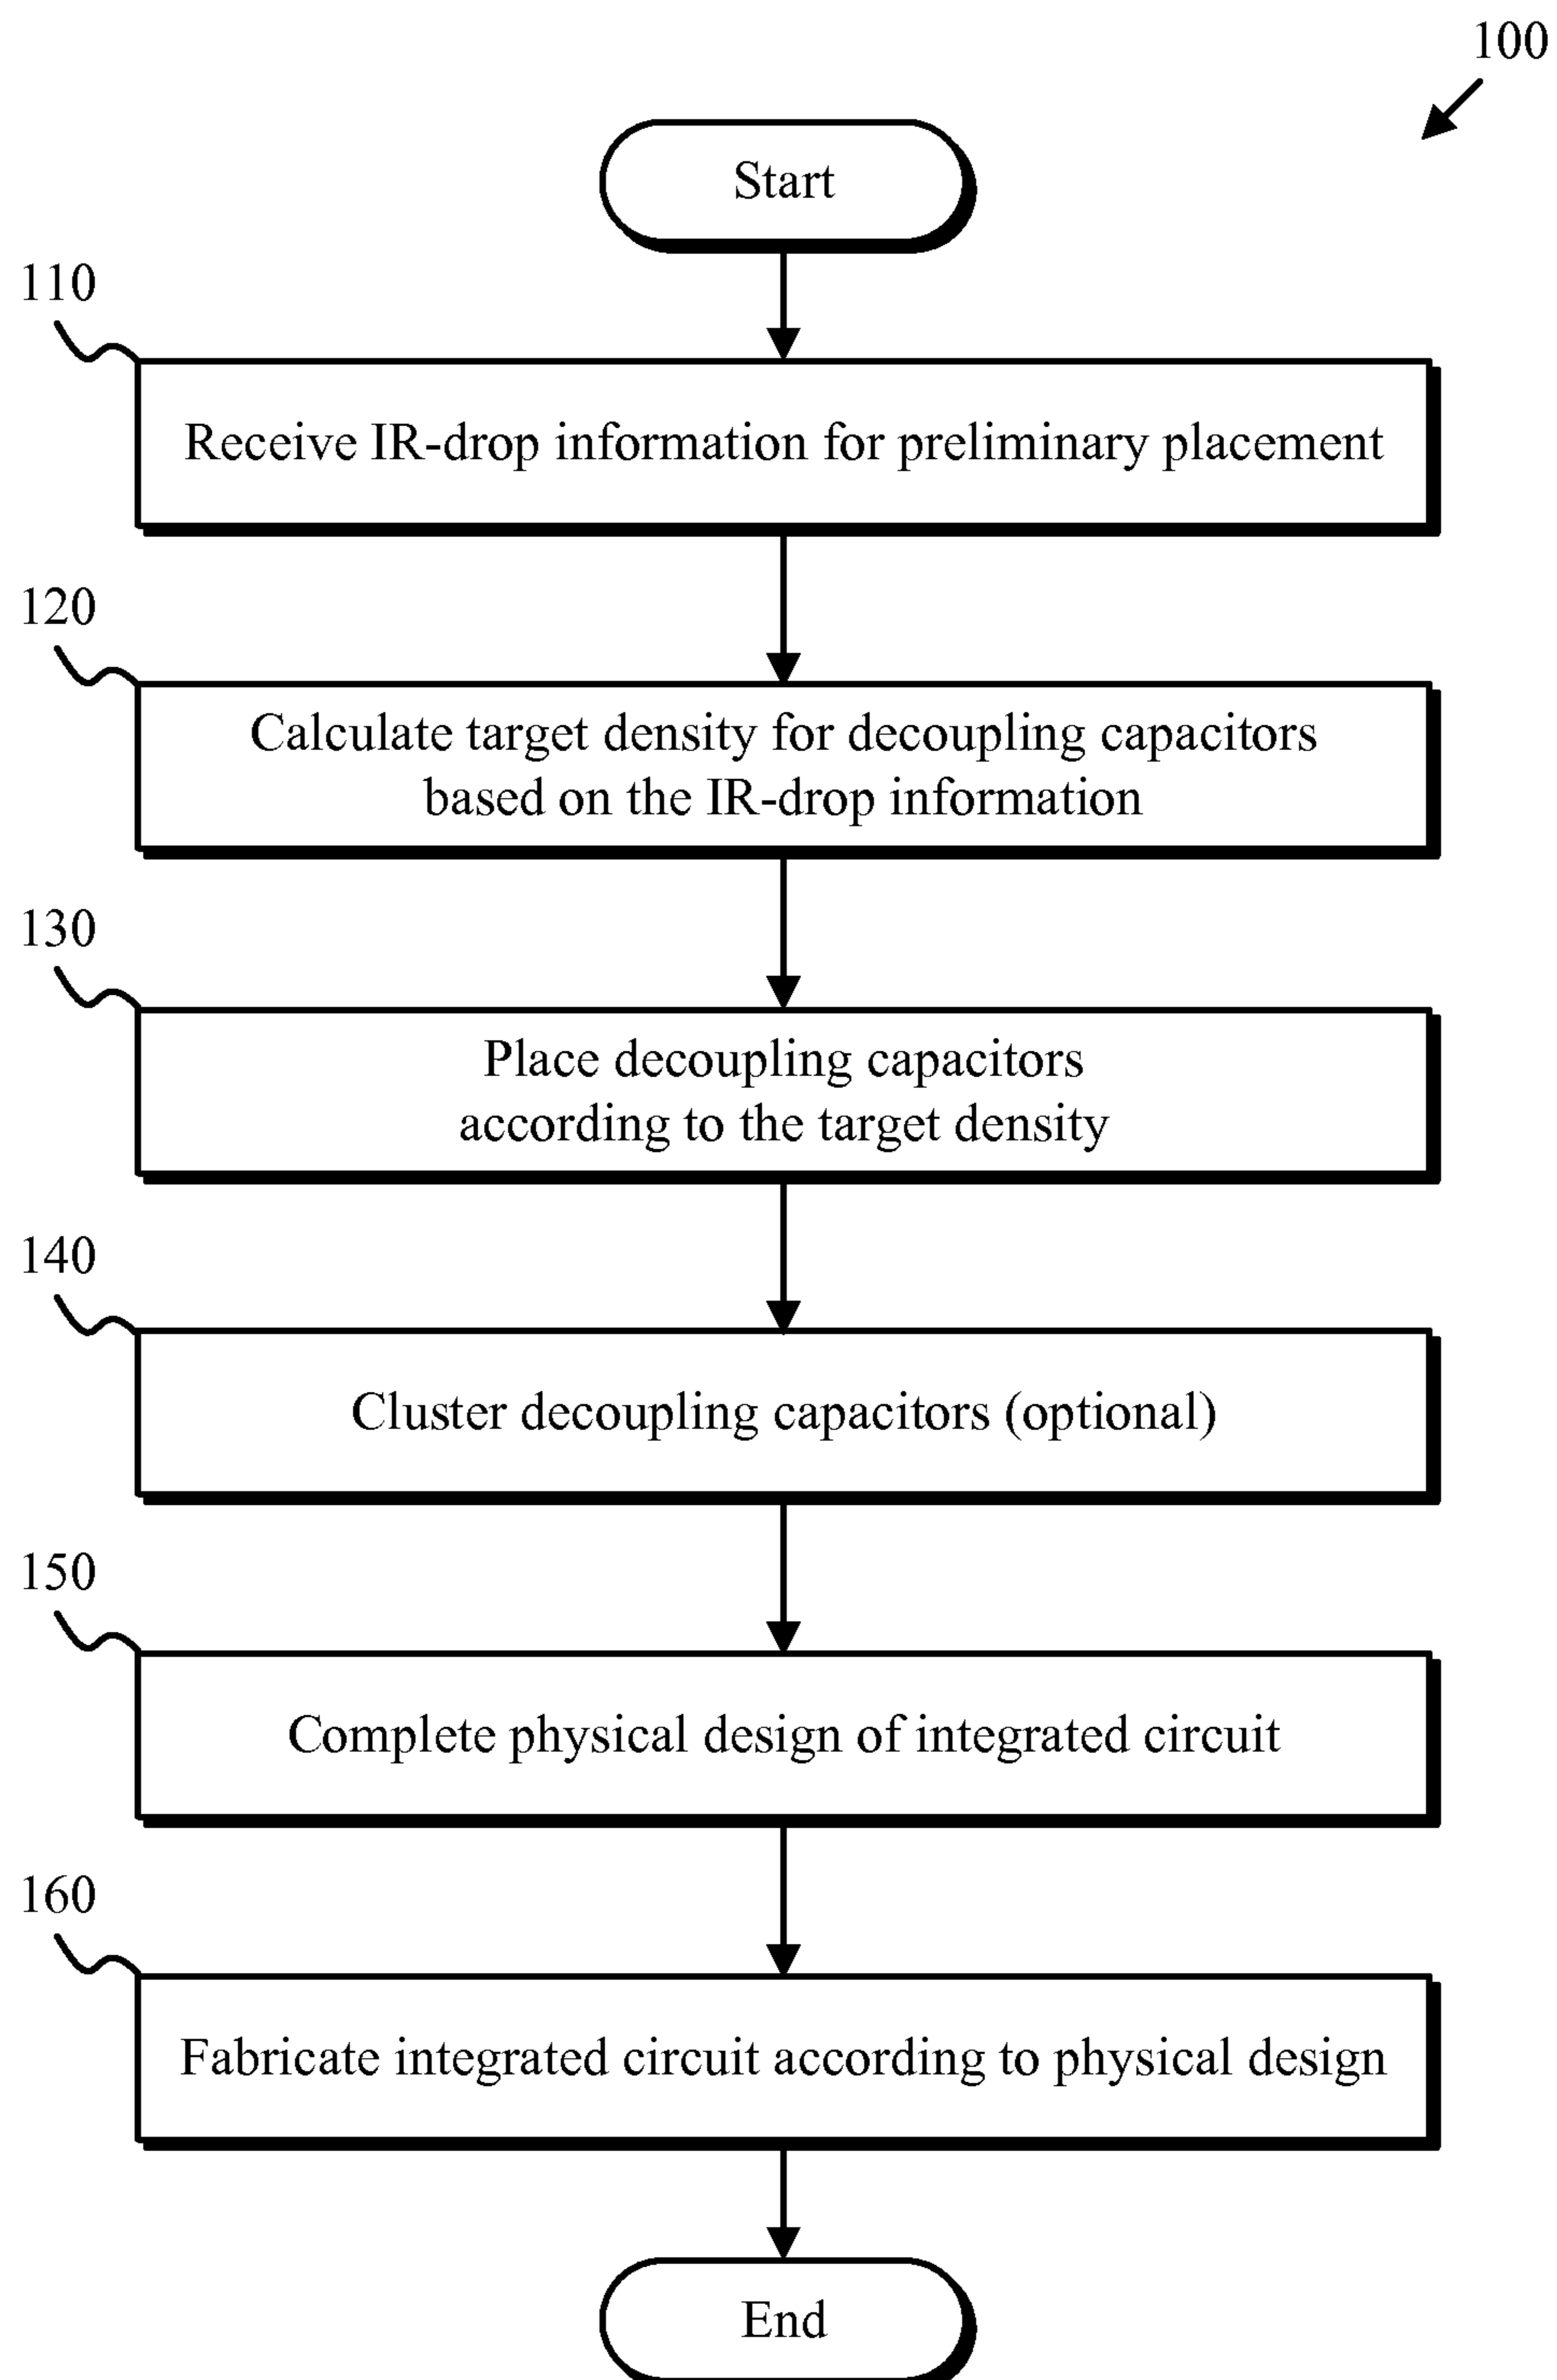 100
Start
110
Receive IR-drop information for preliminary placement
120
Calculate target density for decoupling capacitors
based on the IR-drop information
130
Place decoupling capacitors
according to the target density
140
Cluster decoupling capacitors (optional)
150
Complete physical design of integrated circuit
160
Fabricate integrated circuit according to physical design
End